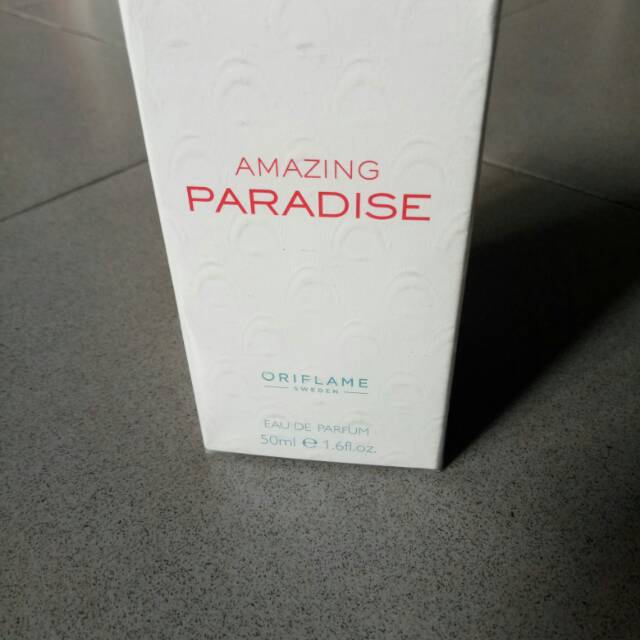 AMAZING
PARADISE
ORIFLAME
SWEDEN
EAU DE PARFUM
50ml ℮ 1.6fl.oz.